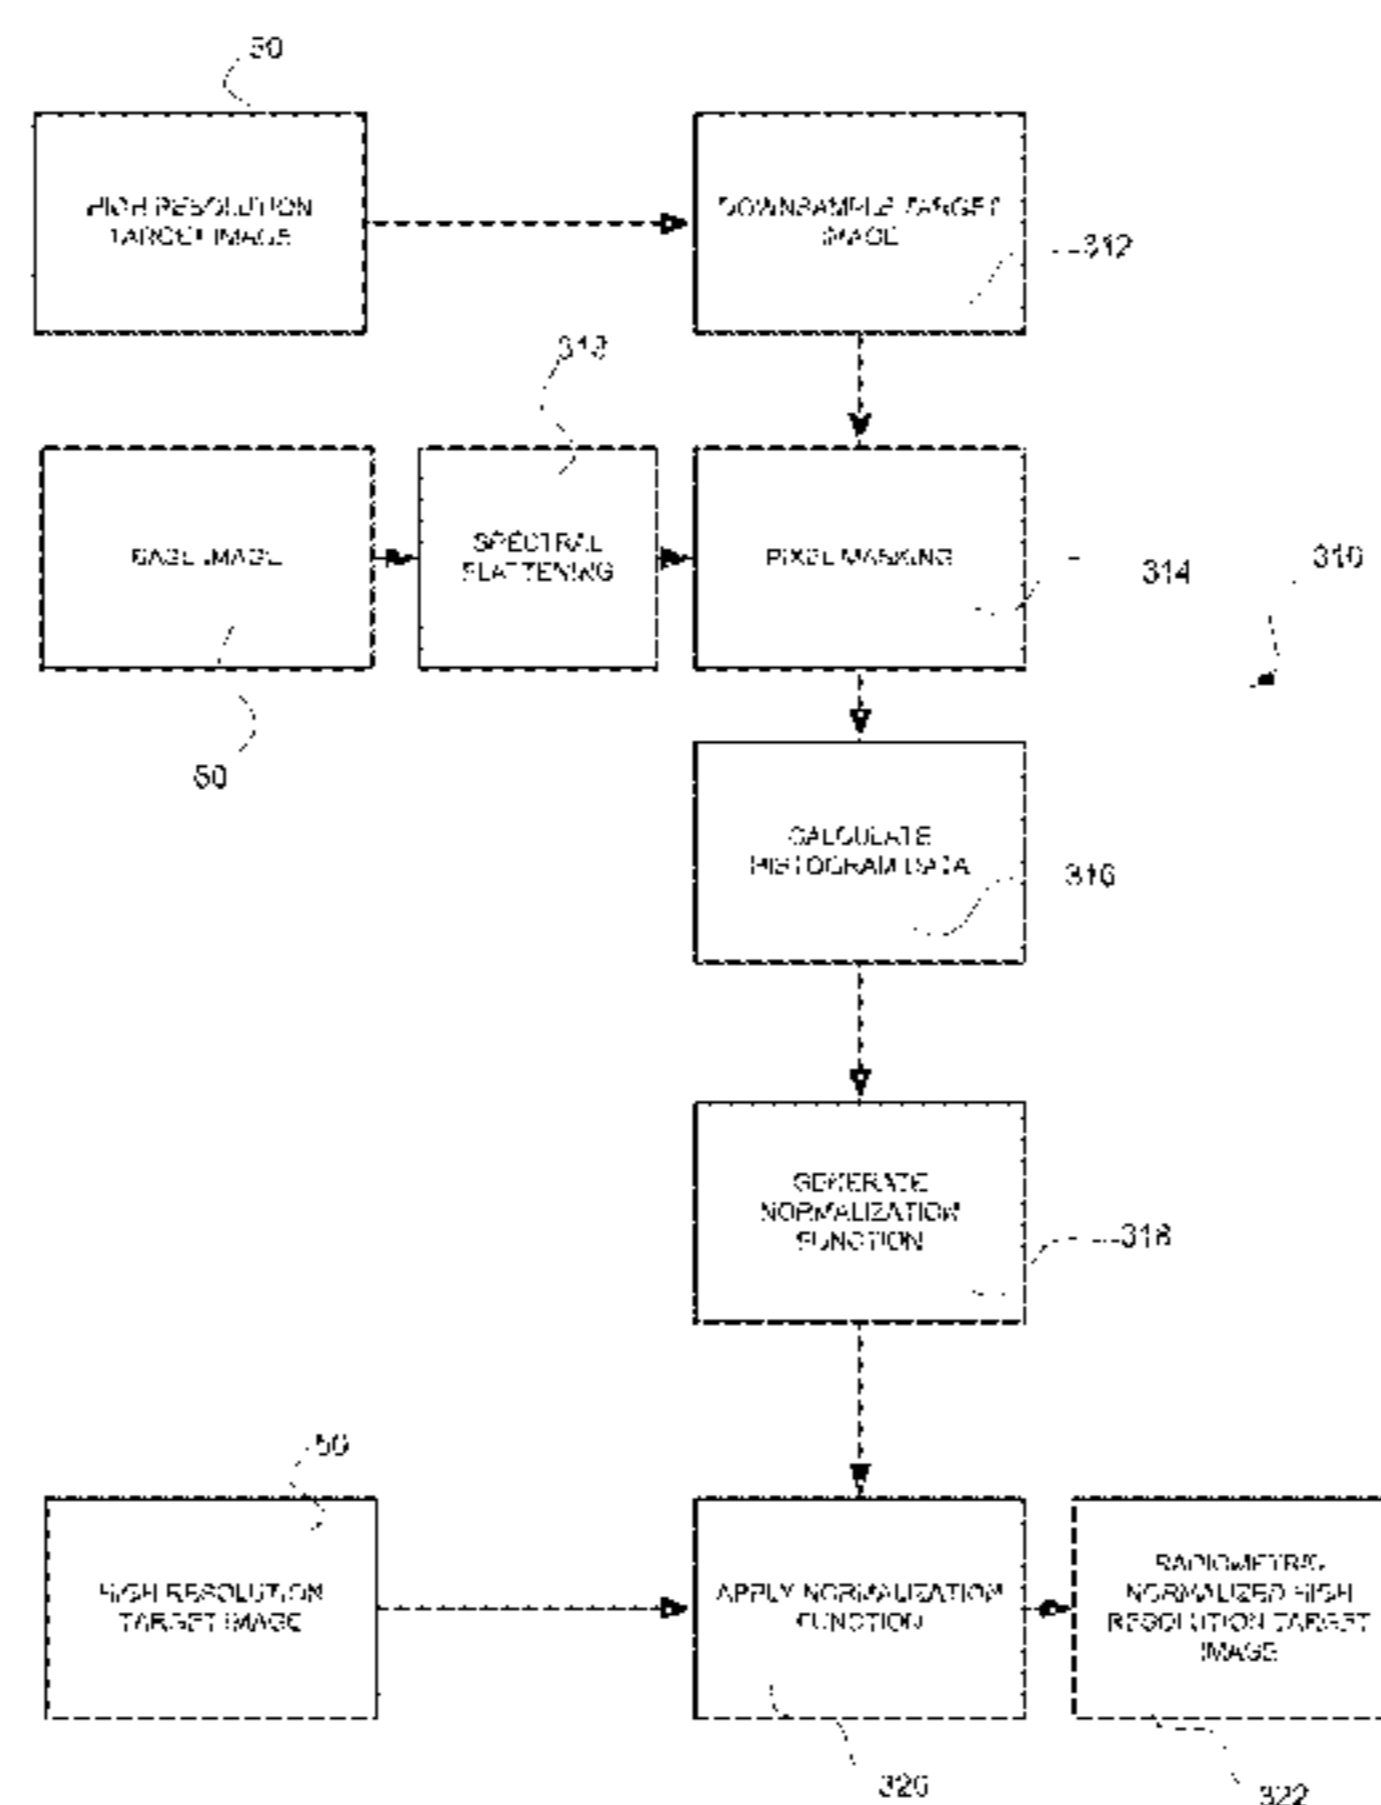 50
HIGH RESOLUTION
TARGET IMAGE
DOWNSAMPLE TARGET
IMAGE
312
313
BASE IMAGE
SPECTRAL
FLATTENING
PIXEL MASKING
314
310
CALCULATE
HISTOGRAM DATA
316
GENERATE
NORMALIZATION
FUNCTION
318
50
HIGH RESOLUTION
TARGET IMAGE
APPLY NORMALIZATION
FUNCTION
RADIOMETRIC
NORMALIZED HIGH
RESOLUTION TARGET
IMAGE
320
322